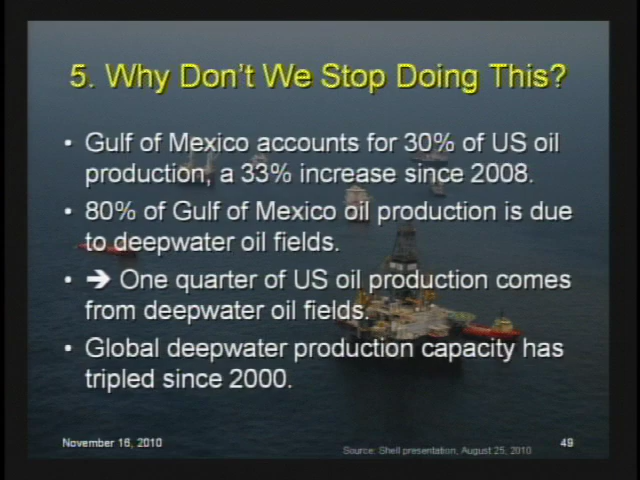 5. Why Don't We Stop Doing This?
• Gulf of Mexico accounts for 30% of US oil
production, a 33% increase since 2008.
• 80% of Gulf of Mexico oil production is due
to deepwater oil fields.
• ➔ One quarter of US oil production comes
from deepwater oil fields.
• Global deepwater production capacity has
tripled since 2000.
November 16, 2010
Source: Shell presentation, August 25, 2010
49